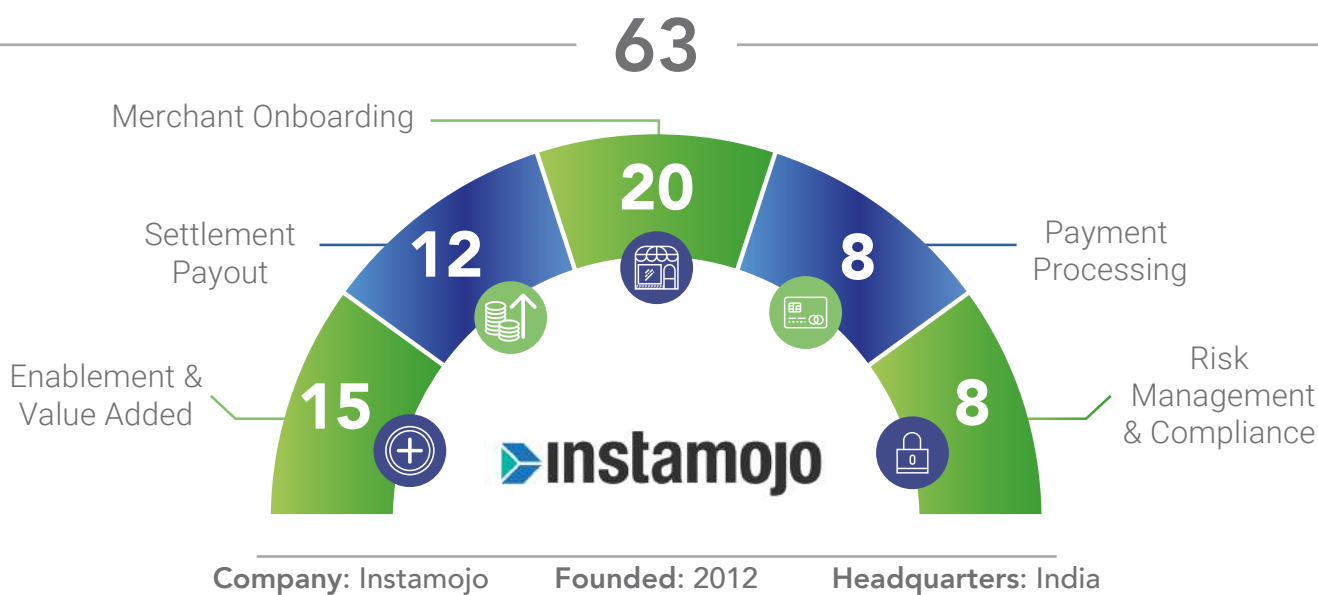 63
Merchant Onboarding
20
Settlement
Payout
12
8
Payment
Processing
Enablement &
Value Added
15
8
Risk
Management
& Compliance
instamojo
Company: Instamojo Founded: 2012 Headquarters: India